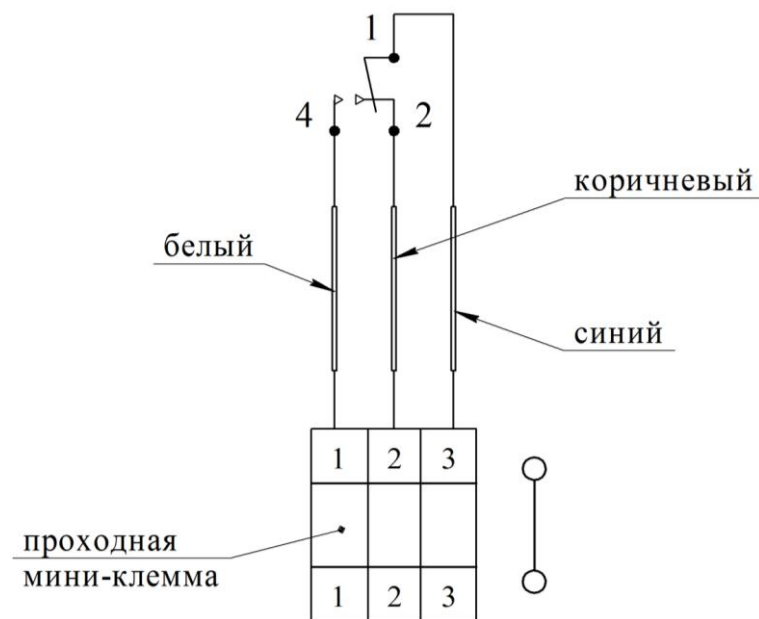 1
4
2
коричневый
белый
синий
1 2 3
проходная
мини-клемма
1 2 3